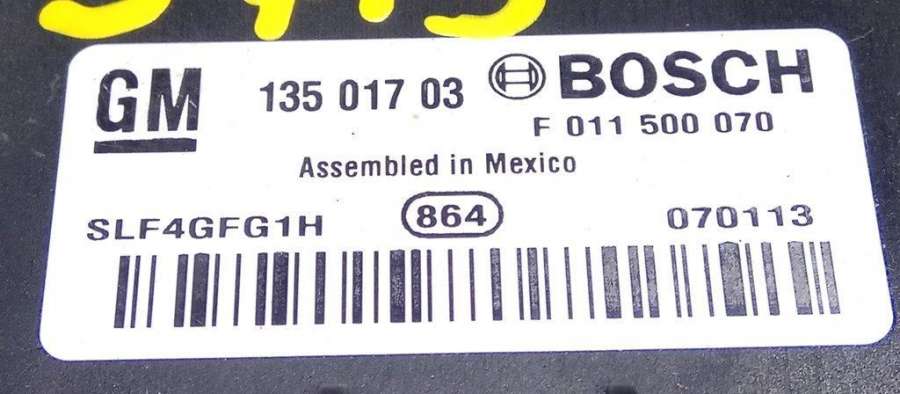 GM 135 017 03 BOSCH
F 011 500 070
Assembled in Mexico
SLF4GFG1H 864 070113